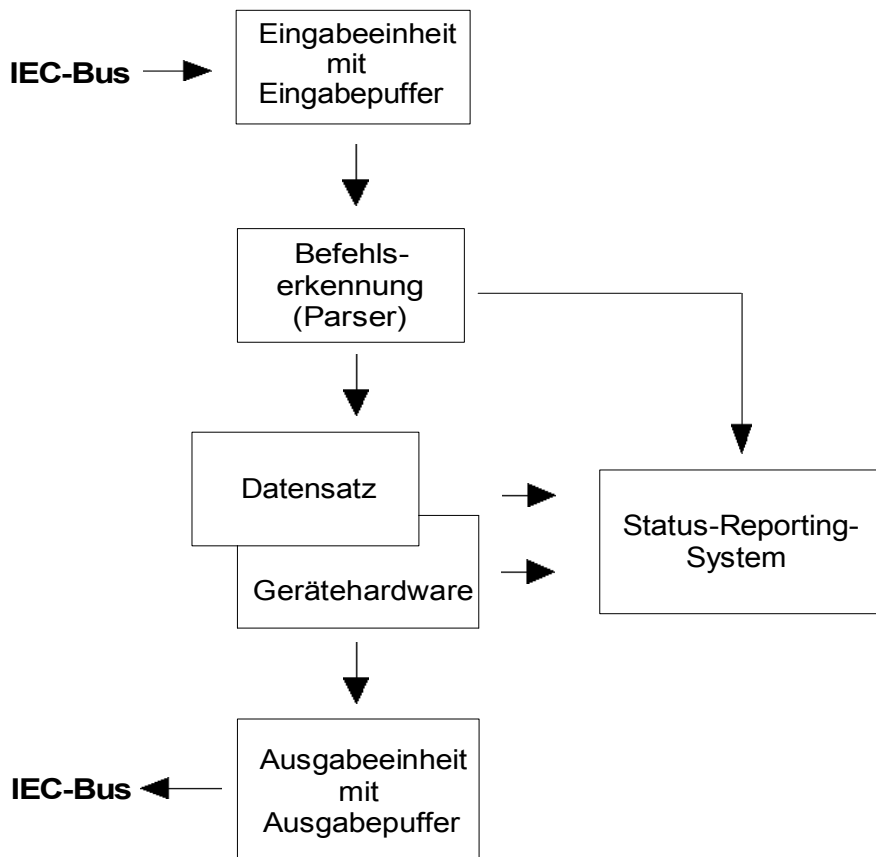 Eingabeeinheit
mit
Eingabepuffer
IEC-Bus
Befehls-
erkennung
(Parser)
Datensatz
Gerätehardware
Status-Reporting-
System
Ausgabeeinheit
mit
Ausgabepuffer
IEC-Bus